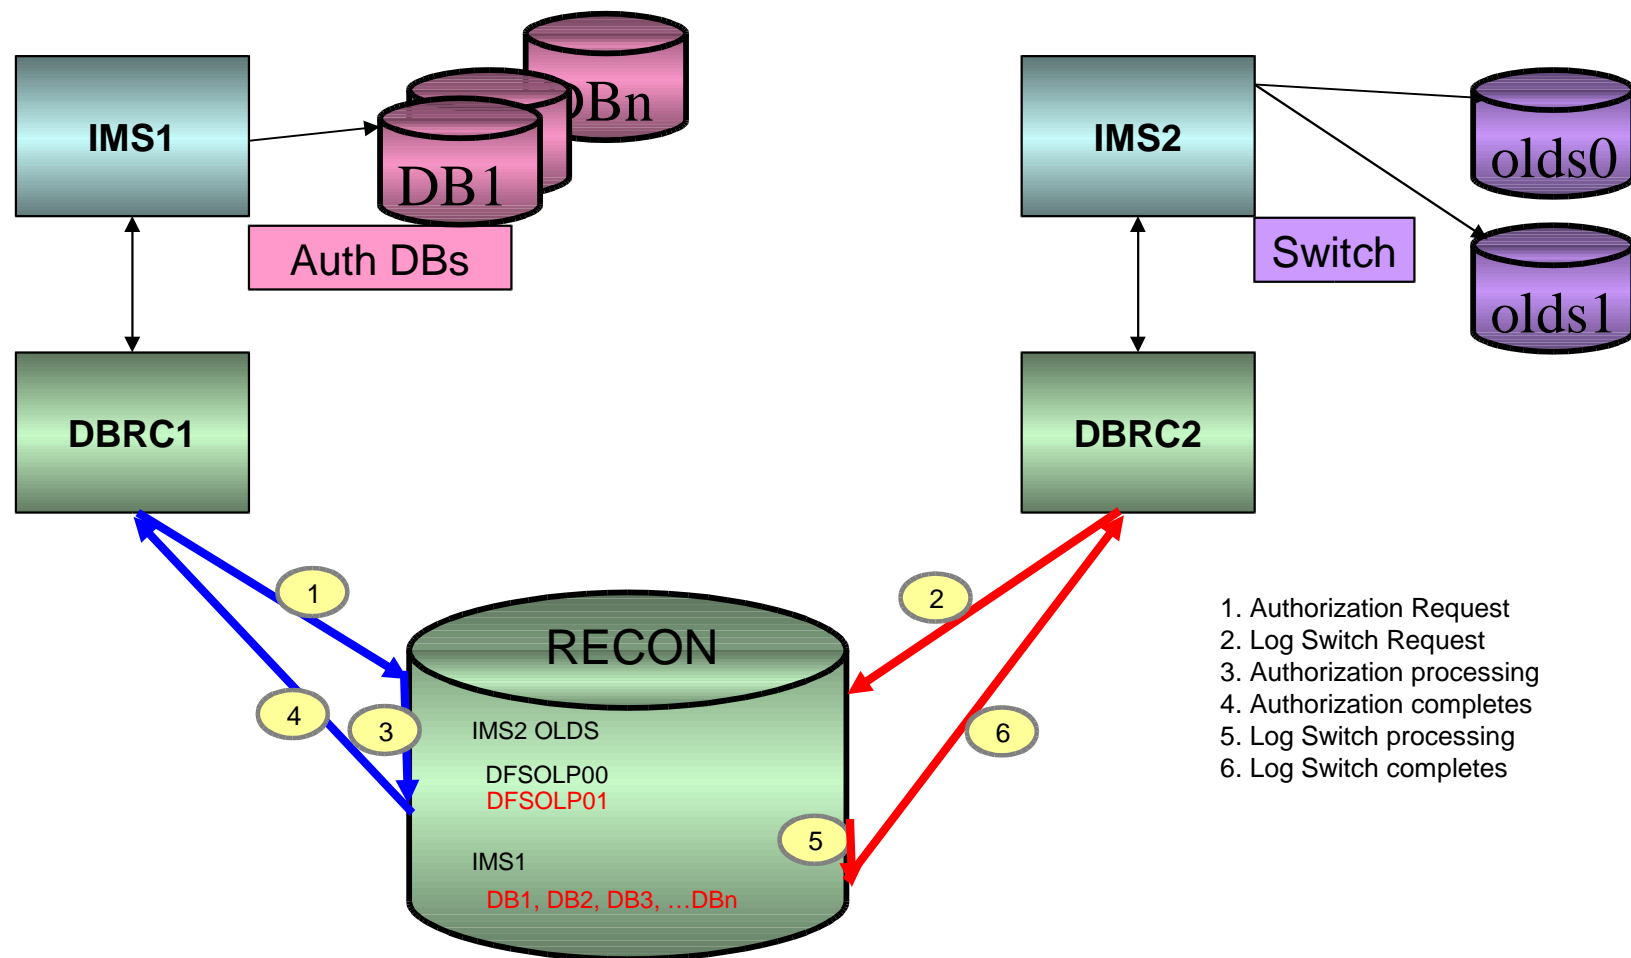 IMS1
DBn
DB1
Auth DBs
IMS2
olds0
Switch
olds1
DBRC1
DBRC2
1
2
RECON
4
3
6
5
IMS2 OLDS
DFSOLP00
DFSOLP01
IMS1
DB1, DB2, DB3, …DBn
1. Authorization Request
2. Log Switch Request
3. Authorization processing
4. Authorization completes
5. Log Switch processing
6. Log Switch completes